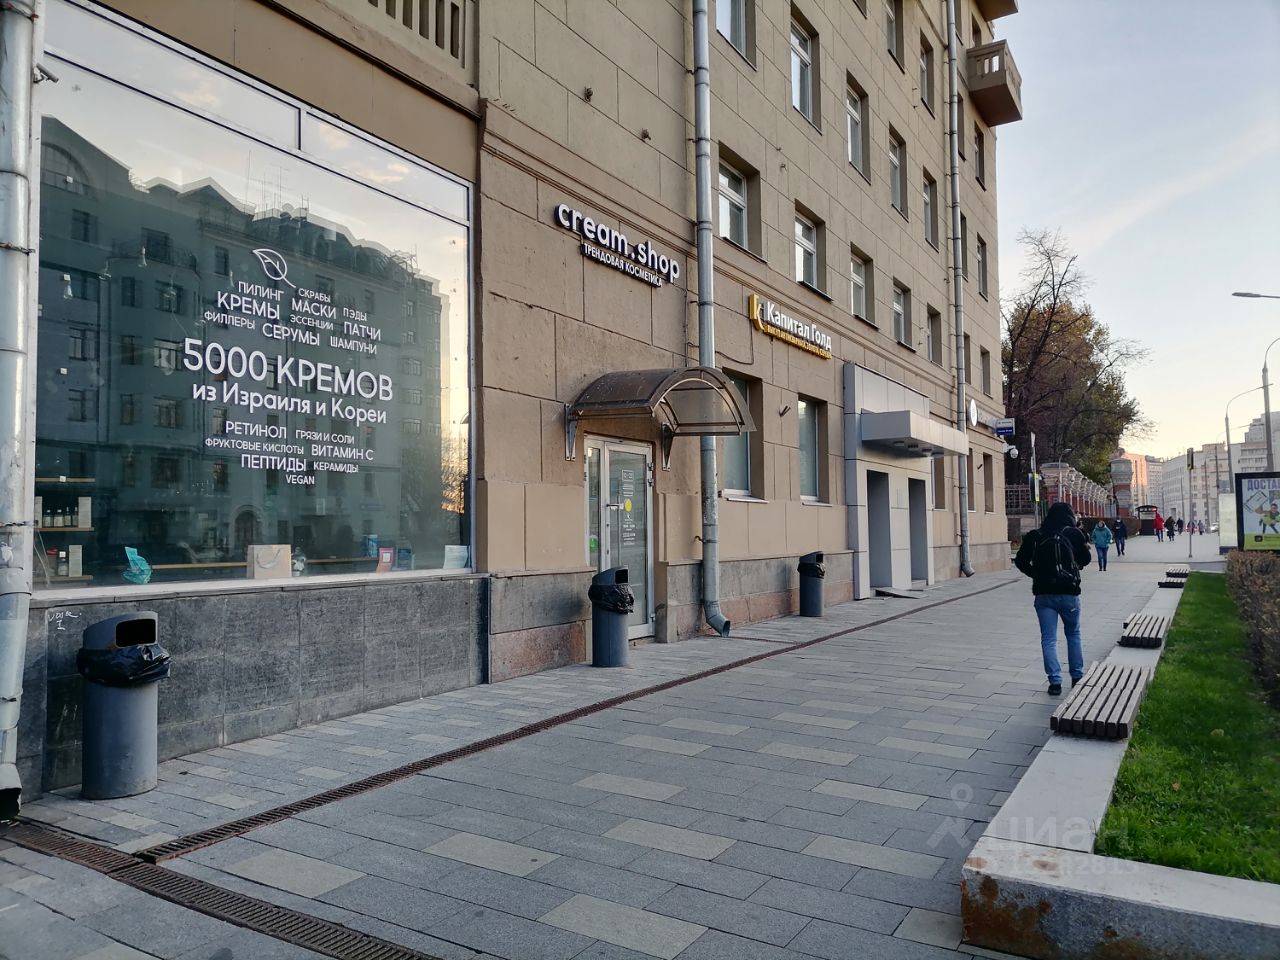 СКРАБЫ
ПИЛИНГ МАСКИ ПЭДЫ
КРЕМЫ ЭССЕНЦИИ ПАТЧИ
ФИЛЛЕРЫ СЕРУМЫ ШАМПУНИ
5000 КРЕМОВ
из Израиля и Кореи
РЕТИНОЛ ГРЯЗИ И СОЛИ
ФРУКТОВЫЕ КИСЛОТЫ ВИТАМИН С
ПЕПТИДЫ КЕРАМИДЫ
VEGAN
cream.shop
ТРЕНДОВАЯ КОСМЕТИКА
Капитал Голд
ДОСТА
циан